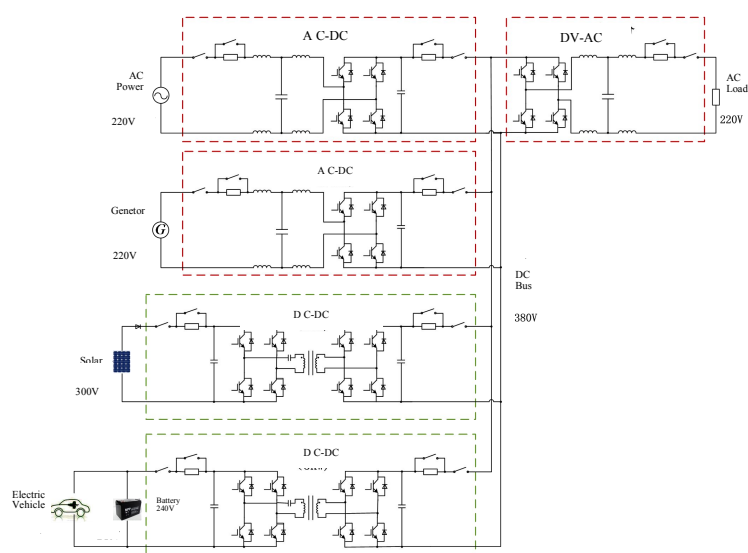 A C-DC
DV-AC
AC
Power
220V
AC
Load
220V
A C-DC
Genetor
G
220V
DC
Bus
380V
D C-DC
Solar
300V
D C-DC
Electric
Vehicle
Battery
240V